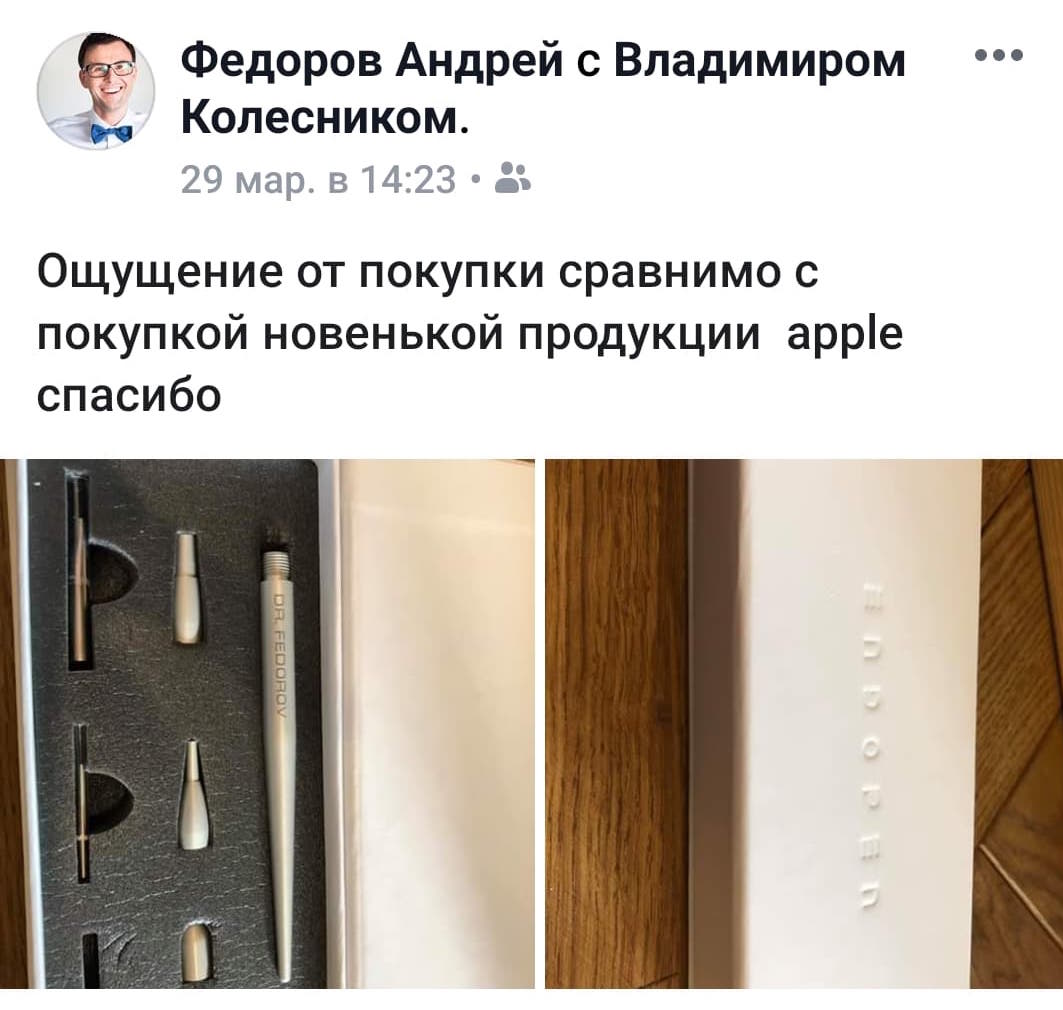 Федоров Андрей с Владимиром
Колесником.
29 мар. в 14:23 •
Ощущение от покупки сравнимо с
покупкой новенькой продукции apple
спасибо
DR. FEDOROV
ENDOPEN